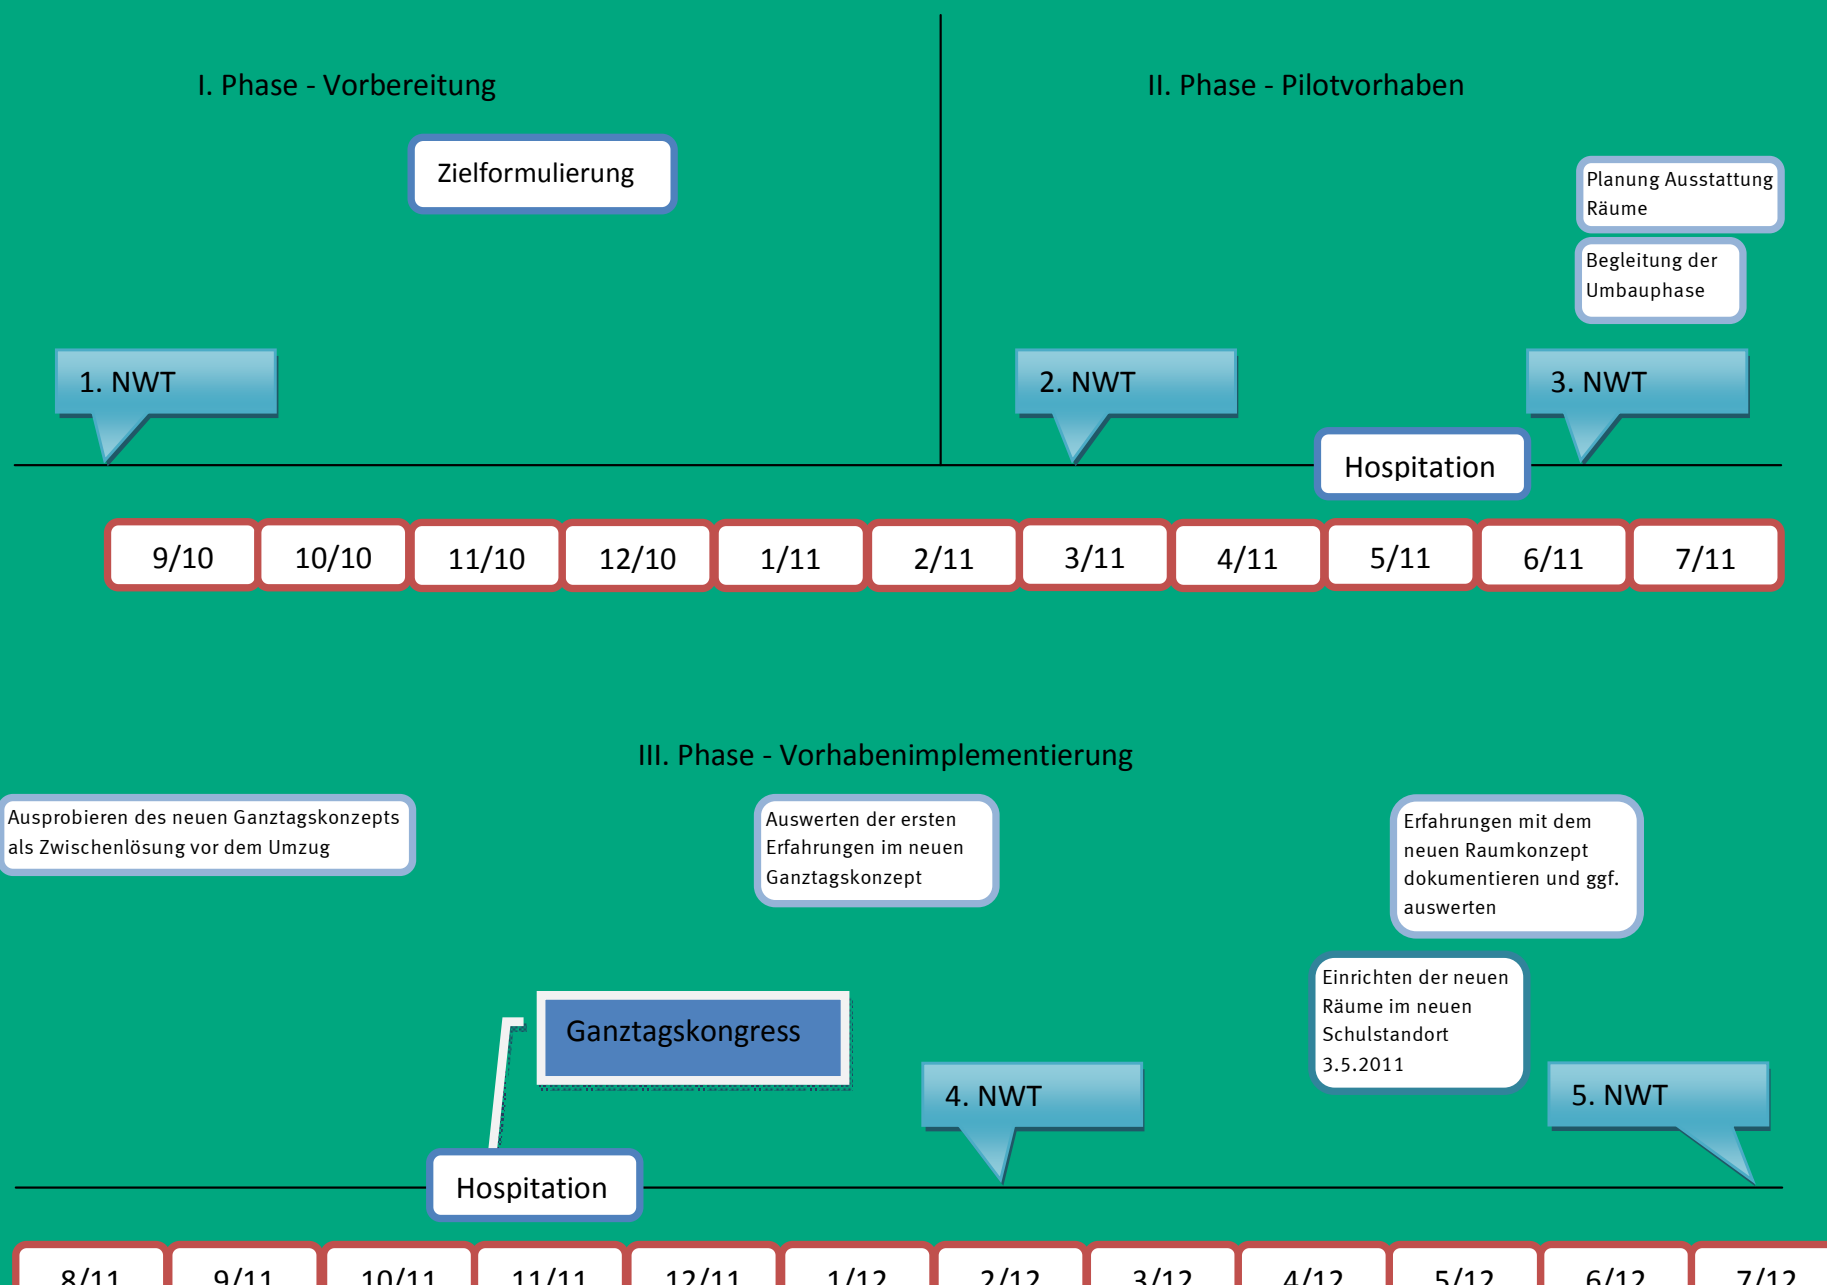 I. Phase - Vorbereitung
II. Phase - Pilotvorhaben
Zielformulierung
Planung Ausstattung
Räume
Begleitung der
Umbauphase
1. NWT
2. NWT
3. NWT
Hospitation
9/10
10/10
11/10
12/10
1/11
2/11
3/11
4/11
5/11
6/11
7/11
III. Phase - Vorhabenimplementierung
Ausprobieren des neuen Ganztagskonzepts
als Zwischenlösung vor dem Umzug
Auswerten der ersten
Erfahrungen im neuen
Ganztagskonzept
Erfahrungen mit dem
neuen Raumkonzept
dokumentieren und ggf.
auswerten
Einrichten der neuen
Räume im neuen
Schulstandort
3.5.2011
Ganztagskongress
4. NWT
5. NWT
Hospitation
8/11
9/11
10/11
11/11
12/11
1/12
2/12
3/12
4/12
5/12
6/12
7/12